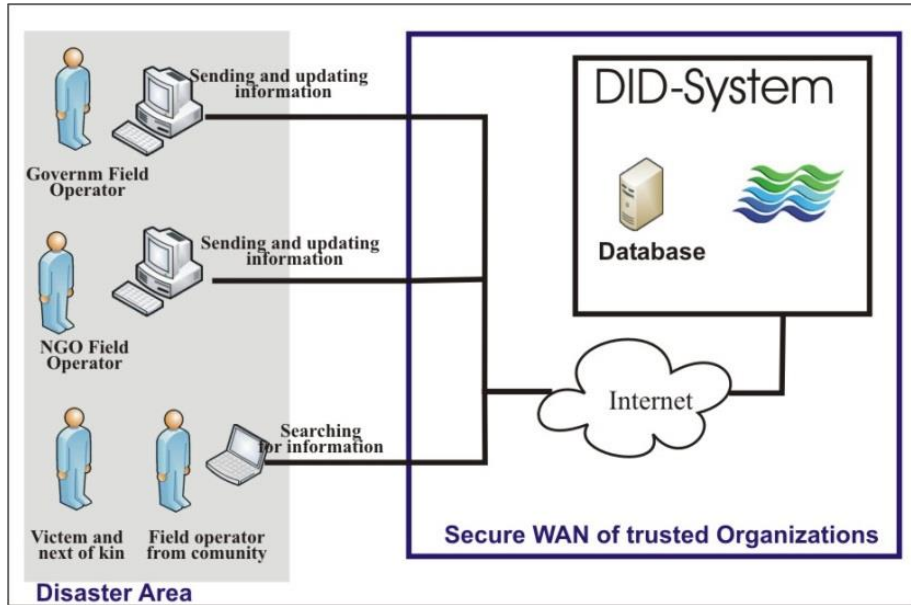 Sending and updating
information
Governm Field
Operator
Sending and updating
information
NGO Field
Operator
Searching
for information
Victem and
next of kin
Field operator
from comunity
Disaster Area
DID-System
Database
Internet
Secure WAN of trusted Organizations